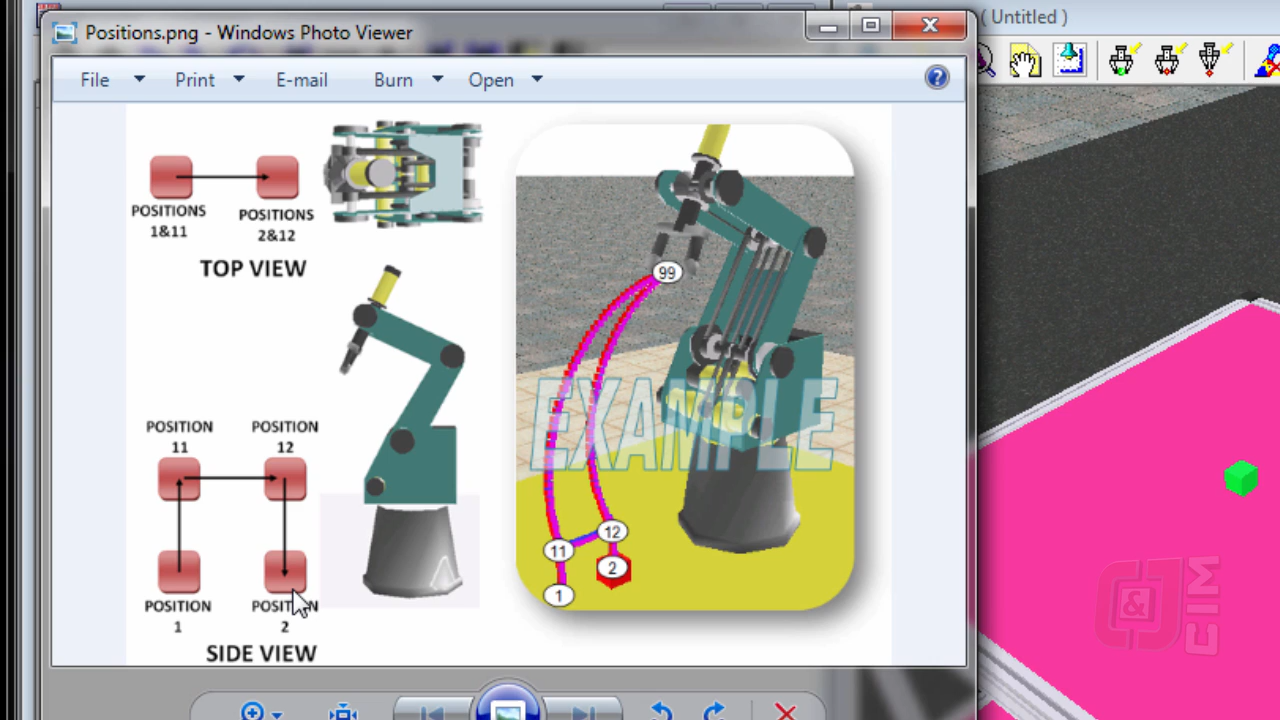 Positions.png - Windows Photo Viewer
( Untitled )
File Print E-mail Burn Open
POSITIONS
1&11
POSITIONS
2&12
TOP VIEW
POSITION
11
POSITION
12
POSITION
1
POSITION
2
SIDE VIEW
99
EXAMPLE
12
11
2
1
CIM